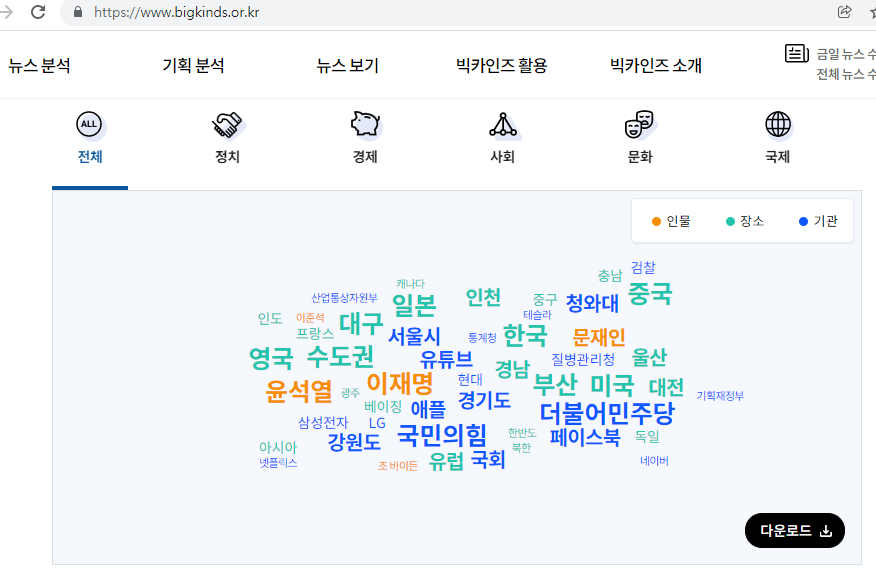 https://www.bigkinds.or.kr
뉴스 분석 기획 분석 뉴스 보기 빅카인즈 활용 빅카인즈 소개
금일 뉴스 수
전체 뉴스 수
ALL
전체 정치 경제 사회 문화 국제
인물 장소 기관
검찰
충남
캐나다
중국
인천
산업통상자원부
중구
일본
청와대
테슬라
인도
이준석
대구
프랑스
서울시
통계청
한국
문재인
영국
수도권
유튜브
질병관리청
울산
경남
현대
윤석열
광주
이재명
부산
미국
대전
기획재정부
베이징
애플
경기도
더불어민주당
삼성전자
LG
국민의힘
한반도
페이스북
독일
강원도
아시아
북한
넷플릭스
조 바이든
유럽
국회
네이버
다운로드